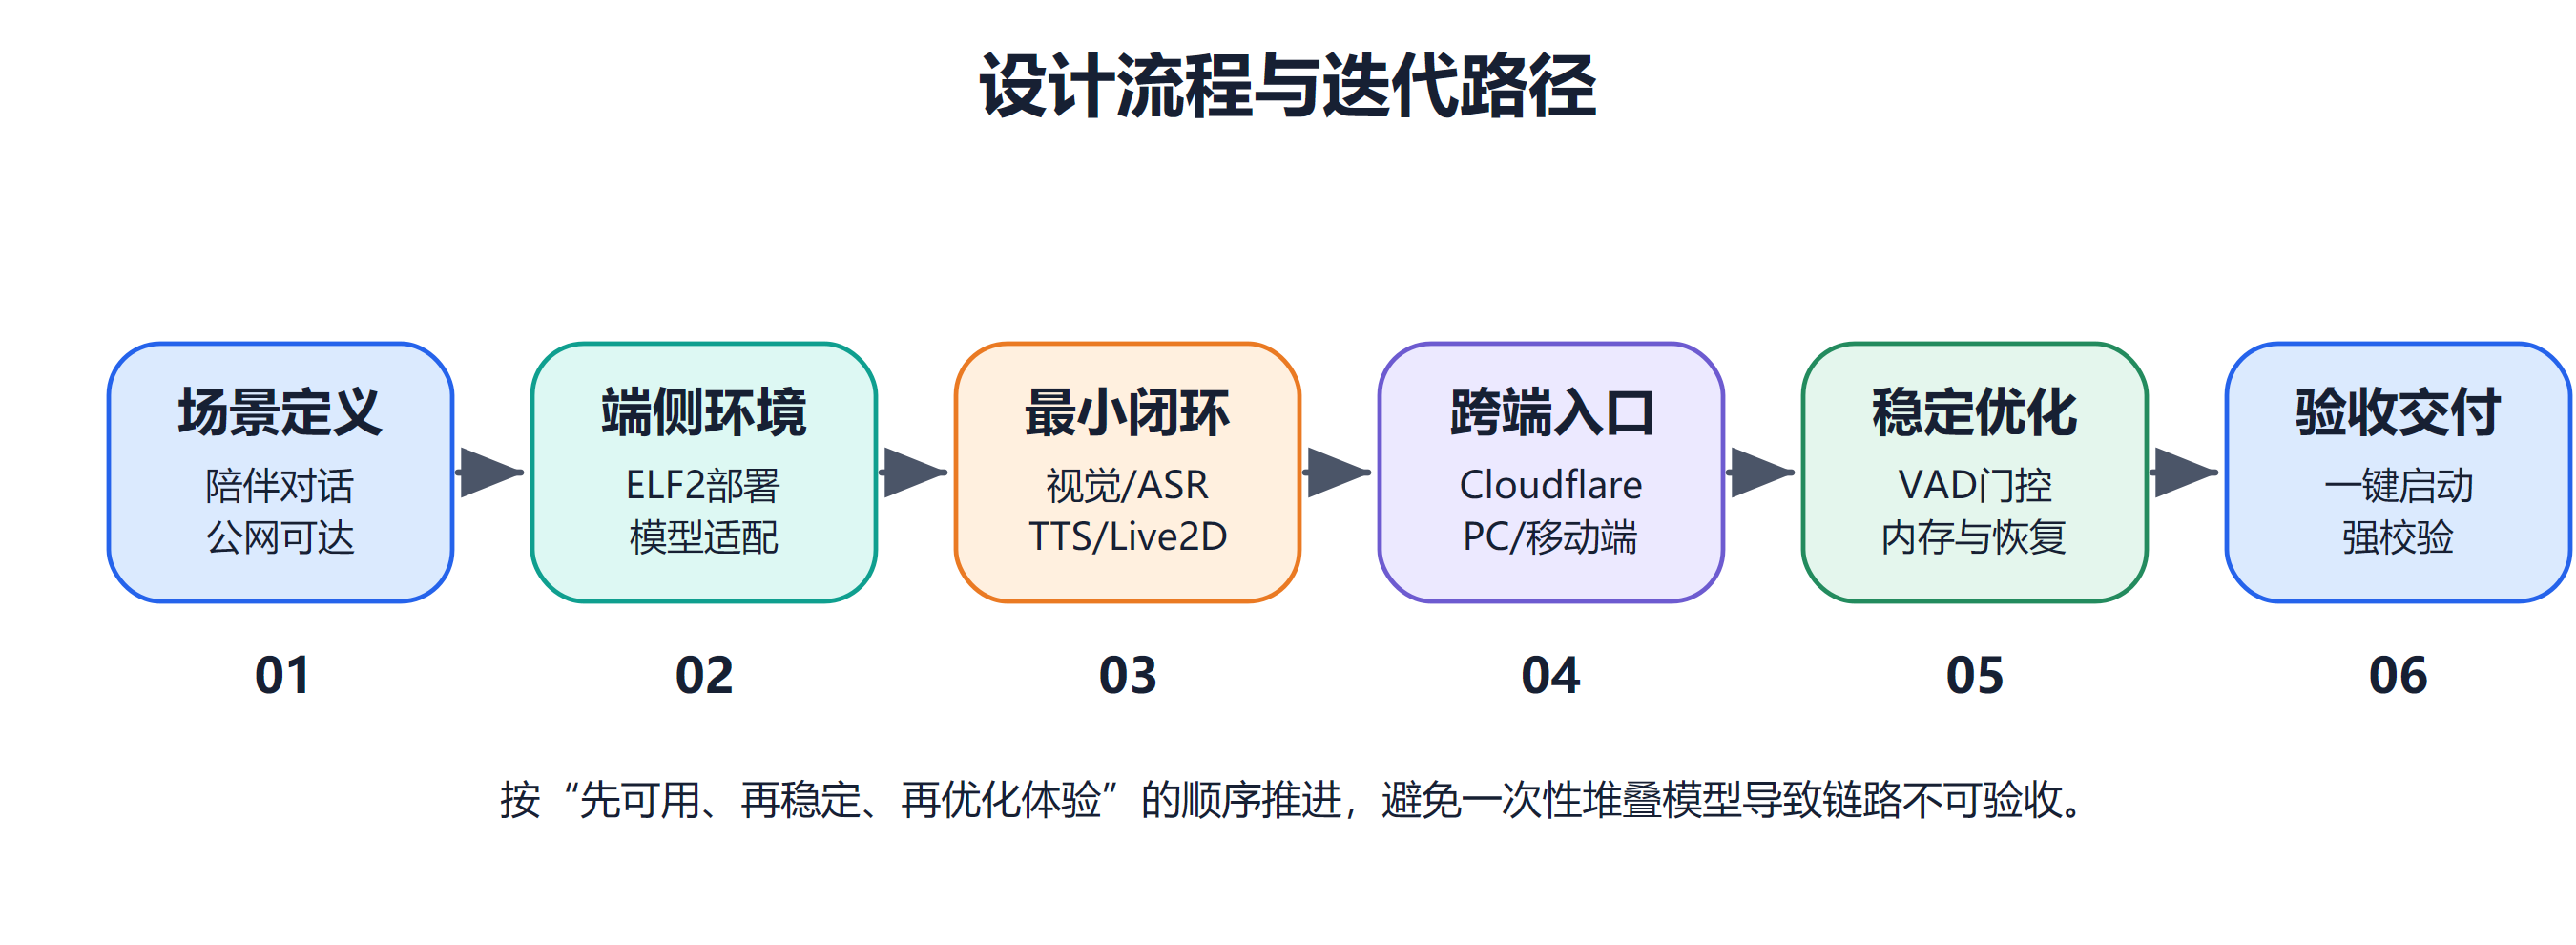 设计流程与迭代路径
场景定义
陪伴对话
公网可达
01
端侧环境
ELF2部署
模型适配
02
最小闭环
视觉/ASR
TTS/Live2D
03
跨端入口
Cloudflare
PC/移动端
04
稳定优化
VAD门控
内存与恢复
05
验收交付
一键启动
强校验
06
按“先可用、再稳定、再优化体验”的顺序推进，避免一次性堆叠模型导致链路不可验收。